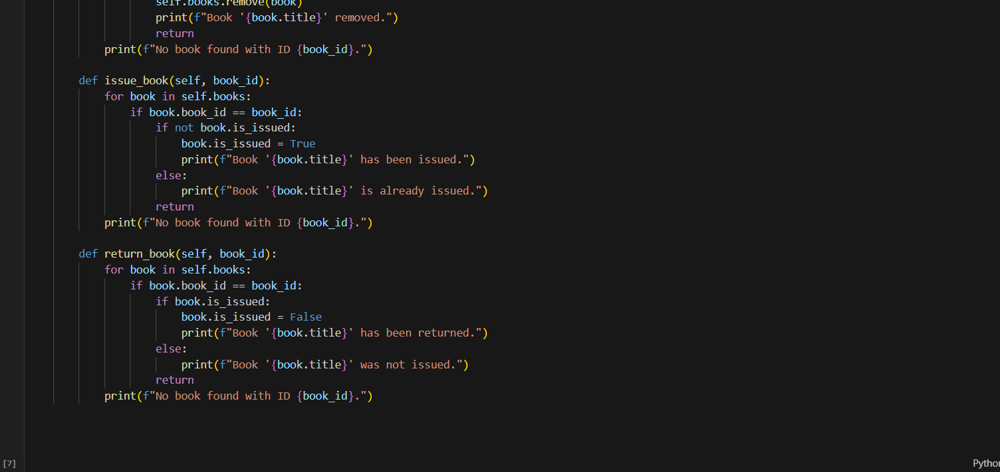 self.books.remove(book)
print(f"Book '{book.title}' removed.")
return
print(f"No book found with ID {book_id}.")
def issue_book(self, book_id):
for book in self.books:
if book.book_id == book_id:
if not book.is_issued:
book.is_issued = True
print(f"Book '{book.title}' has been issued.")
else:
print(f"Book '{book.title}' is already issued.")
return
print(f"No book found with ID {book_id}.")
def return_book(self, book_id):
for book in self.books:
if book.book_id == book_id:
if book.is_issued:
book.is_issued = False
print(f"Book '{book.title}' has been returned.")
else:
print(f"Book '{book.title}' was not issued.")
return
print(f"No book found with ID {book_id}.")
[7]
Pytho